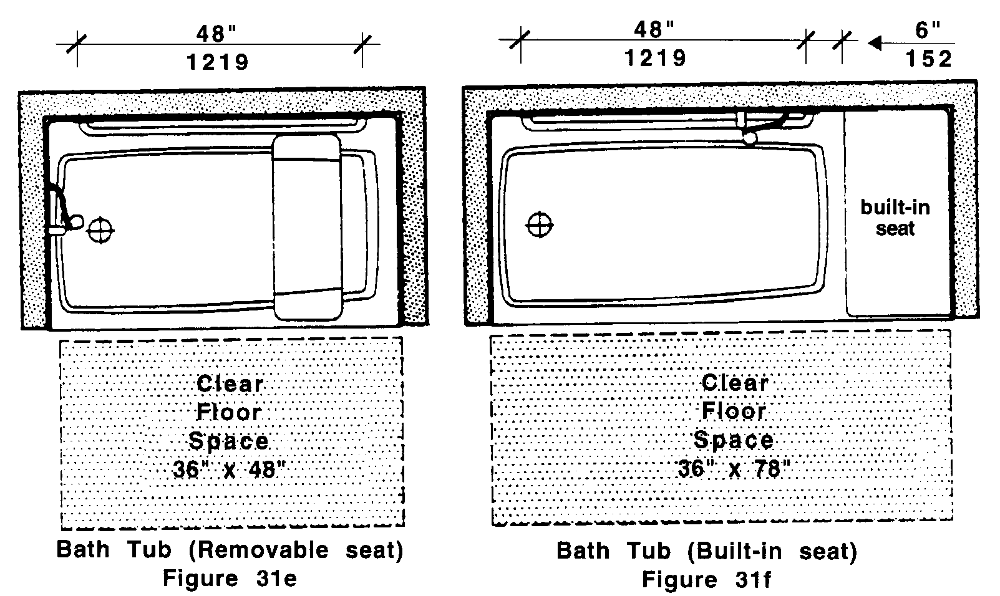 48"
1219
Clear
Floor
Space
36" x 48"
Bath Tub (Removable seat)
Figure 31e
48"
1219
6"
152
built-in
seat
Clear
Floor
Space
36" x 78"
Bath Tub (Built-in seat)
Figure 31f